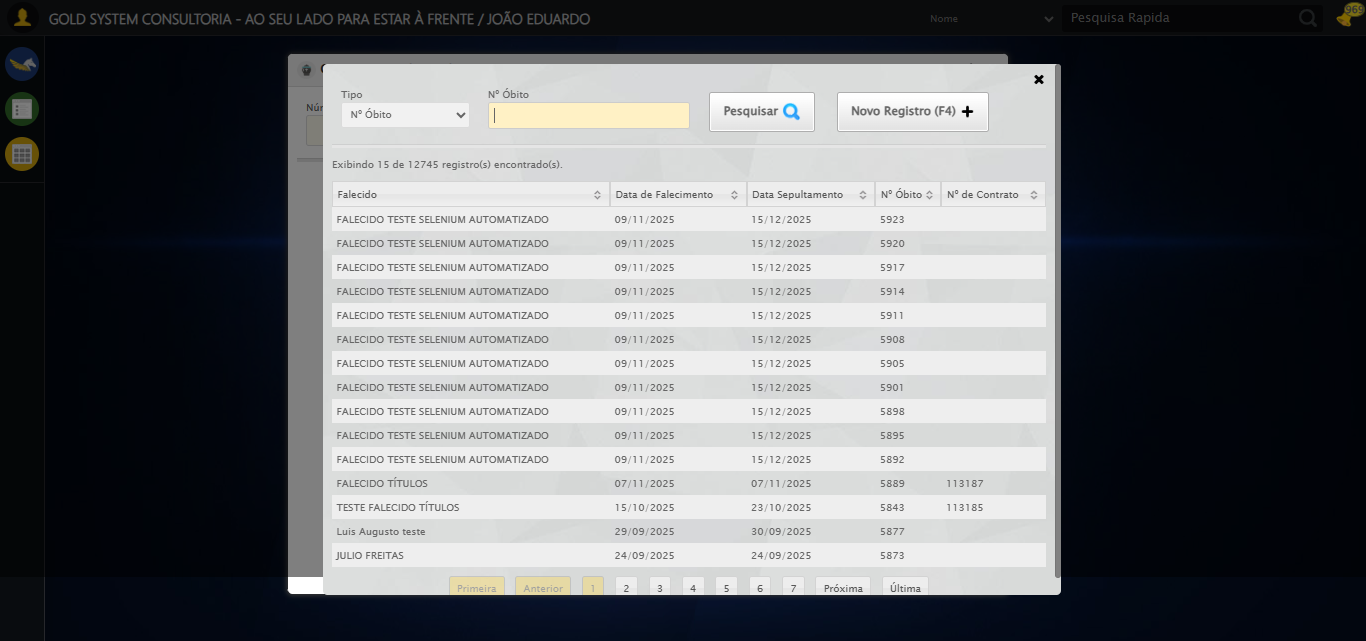 GOLD SYSTEM CONSULTORIA - AO SEU LADO PARA ESTAR À FRENTE / JOÃO EDUARDO
Nome
Pesquisa Rapida
969
Tipo
Nº Óbito
Nº Óbito
Pesquisar
Novo Registro (F4)
Exibindo 15 de 12745 registro(s) encontrado(s).
Falecido Data de Falecimento Data Sepultamento Nº Óbito Nº de Contrato
FALECIDO TESTE SELENIUM AUTOMATIZADO 09/11/2025 15/12/2025 5923
FALECIDO TESTE SELENIUM AUTOMATIZADO 09/11/2025 15/12/2025 5920
FALECIDO TESTE SELENIUM AUTOMATIZADO 09/11/2025 15/12/2025 5917
FALECIDO TESTE SELENIUM AUTOMATIZADO 09/11/2025 15/12/2025 5914
FALECIDO TESTE SELENIUM AUTOMATIZADO 09/11/2025 15/12/2025 5911
FALECIDO TESTE SELENIUM AUTOMATIZADO 09/11/2025 15/12/2025 5908
FALECIDO TESTE SELENIUM AUTOMATIZADO 09/11/2025 15/12/2025 5905
FALECIDO TESTE SELENIUM AUTOMATIZADO 09/11/2025 15/12/2025 5901
FALECIDO TESTE SELENIUM AUTOMATIZADO 09/11/2025 15/12/2025 5898
FALECIDO TESTE SELENIUM AUTOMATIZADO 09/11/2025 15/12/2025 5895
FALECIDO TESTE SELENIUM AUTOMATIZADO 09/11/2025 15/12/2025 5892
FALECIDO TÍTULOS 07/11/2025 07/11/2025 5889 113187
TESTE FALECIDO TÍTULOS 15/10/2025 23/10/2025 5843 113185
Luis Augusto teste 29/09/2025 30/09/2025 5877
JULIO FREITAS 24/09/2025 24/09/2025 5873
Primeira Anterior 1 2 3 4 5 6 7 Próxima Última